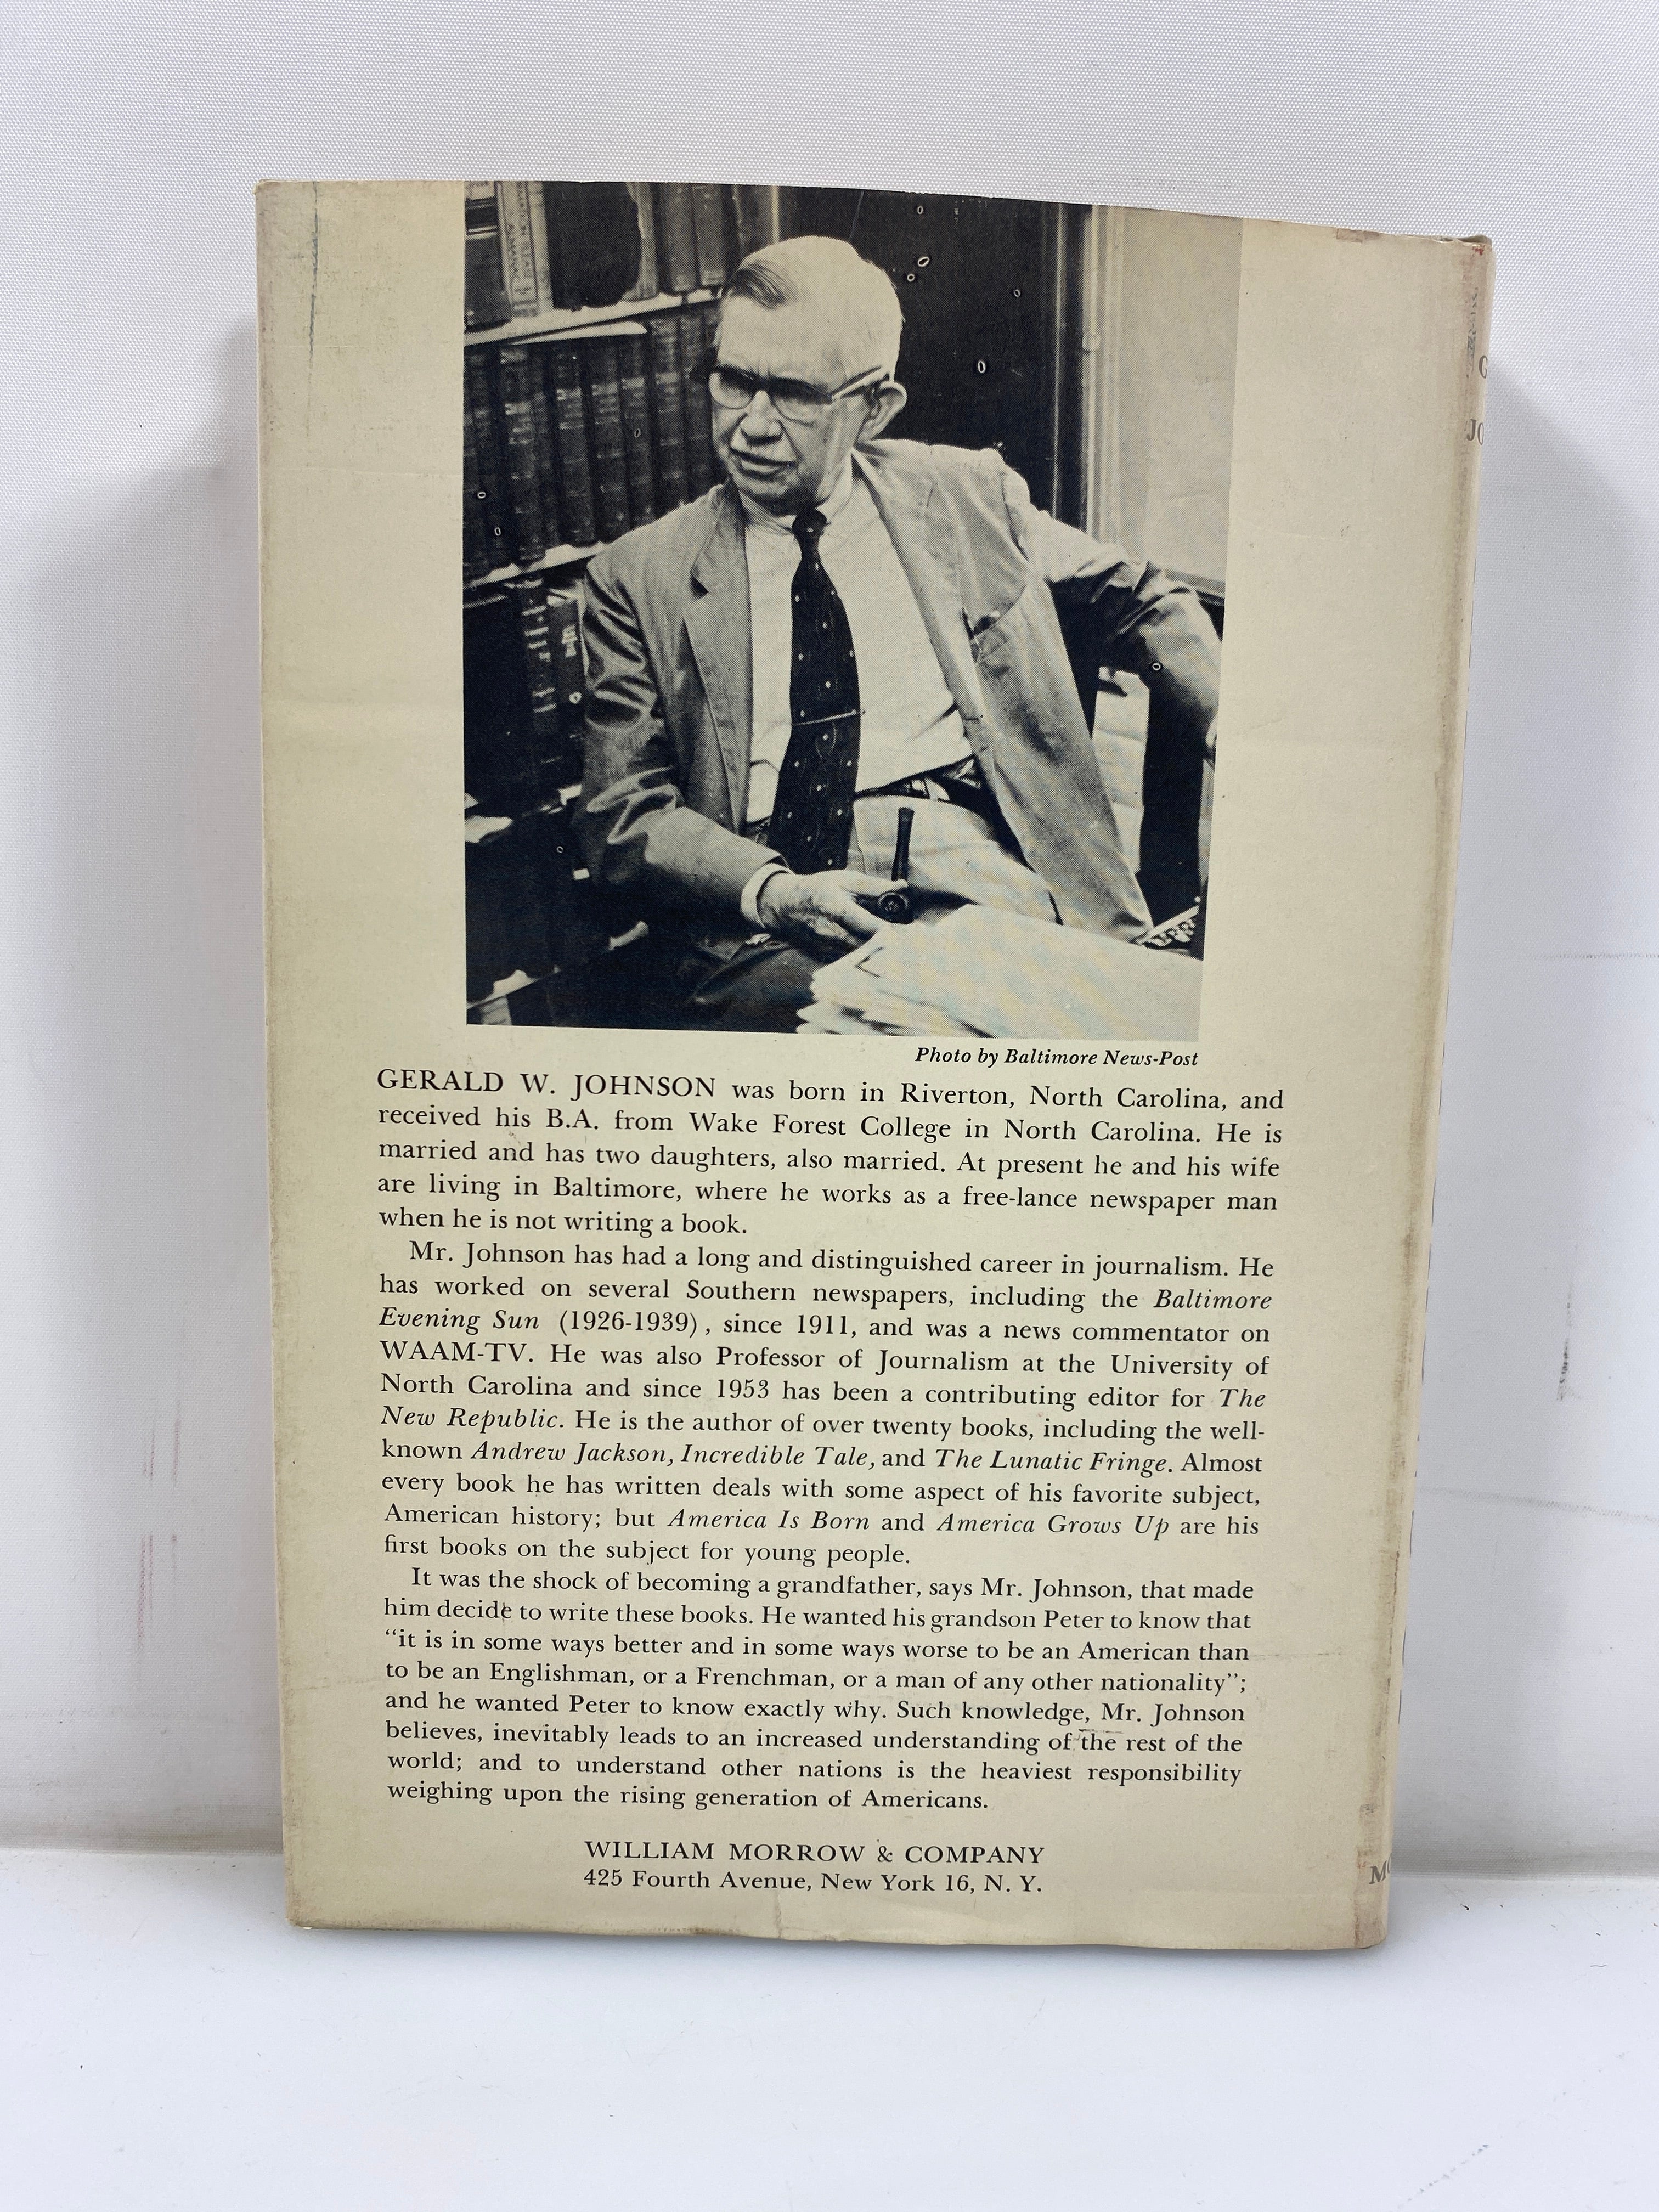 Photo by Baltimore News-Post
GERALD W. JOHNSON was born in Riverton, North Carolina, and
received his B.A. from Wake Forest College in North Carolina. He is
married and has two daughters, also married. At present he and his wife
are living in Baltimore, where he works as a free-lance newspaper man
when he is not writing a book.
Mr. Johnson has had a long and distinguished career in journalism. He
has worked on several Southern newspapers, including the Baltimore
Evening Sun (1926-1939), since 1911, and was a news commentator on
WAAM-TV. He was also Professor of Journalism at the University of
North Carolina and since 1953 has been a contributing editor for The
New Republic. He is the author of over twenty books, including the well-
known Andrew Jackson, Incredible Tale, and The Lunatic Fringe. Almost
every book he has written deals with some aspect of his favorite subject,
American history; but America Is Born and America Grows Up are his
first books on the subject for young people.
It was the shock of becoming a grandfather, says Mr. Johnson, that made
him decide to write these books. He wanted his grandson Peter to know that
"it is in some ways better and in some ways worse to be an American than
to be an Englishman, or a Frenchman, or a man of any other nationality";
and he wanted Peter to know exactly why. Such knowledge, Mr. Johnson
believes, inevitably leads to an increased understanding of the rest of the
world; and to understand other nations is the heaviest responsibility
weighing upon the rising generation of Americans.
WILLIAM MORROW & COMPANY
425 Fourth Avenue, New York 16, N. Y.